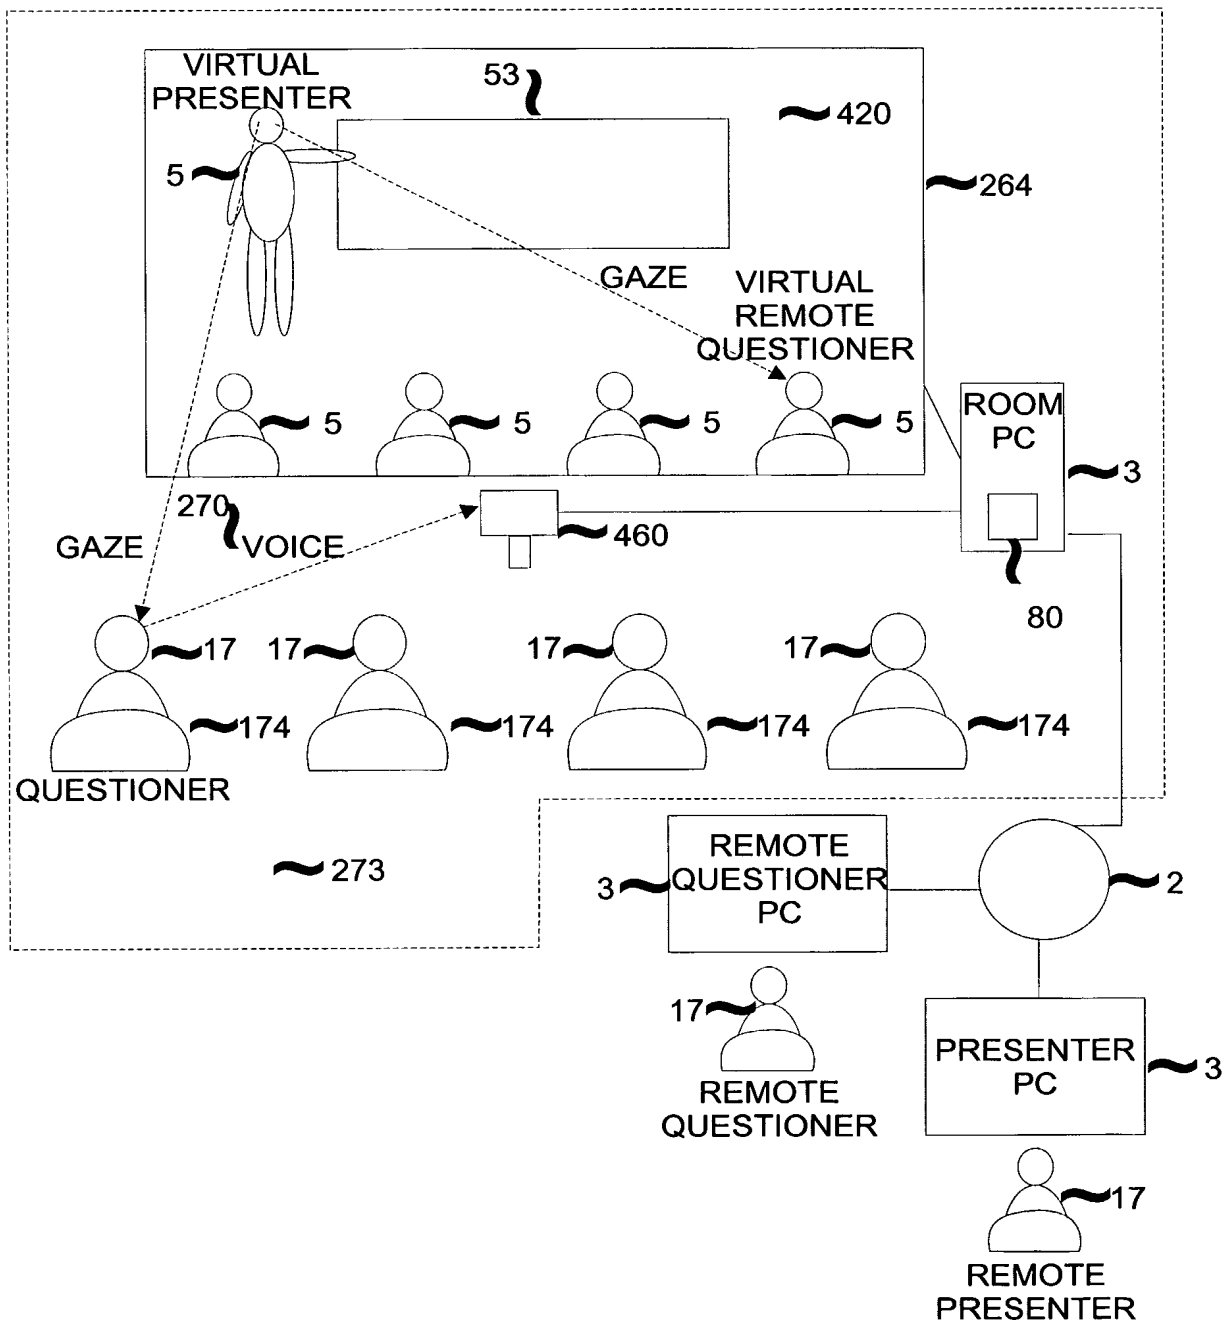 VIRTUAL
PRESENTER
53
420
5
264
GAZE
VIRTUAL
REMOTE
QUESTIONER
5
5
5
5
ROOM
PC
3
270
GAZE
VOICE
460
80
17
17
17
17
174
174
174
174
QUESTIONER
273
REMOTE
QUESTIONER
PC
3
2
17
REMOTE
QUESTIONER
PRESENTER
PC
3
17
REMOTE
PRESENTER